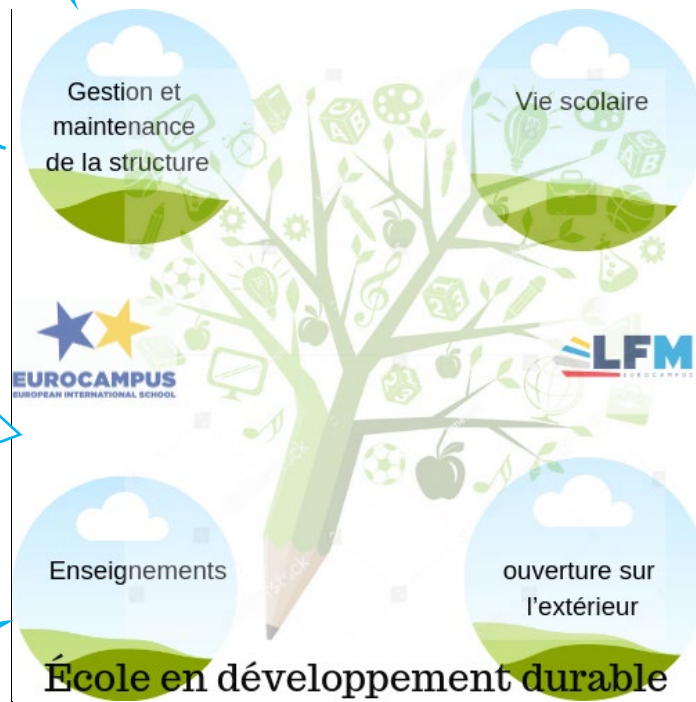 Gestion et
maintenance
de la structure
Vie scolaire
EUROCAMPUS
EUROPEAN INTERNATIONAL SCHOOL
LFM
EUROCAMPUS
Enseignements
ouverture sur
l'extérieur
École en développement durable